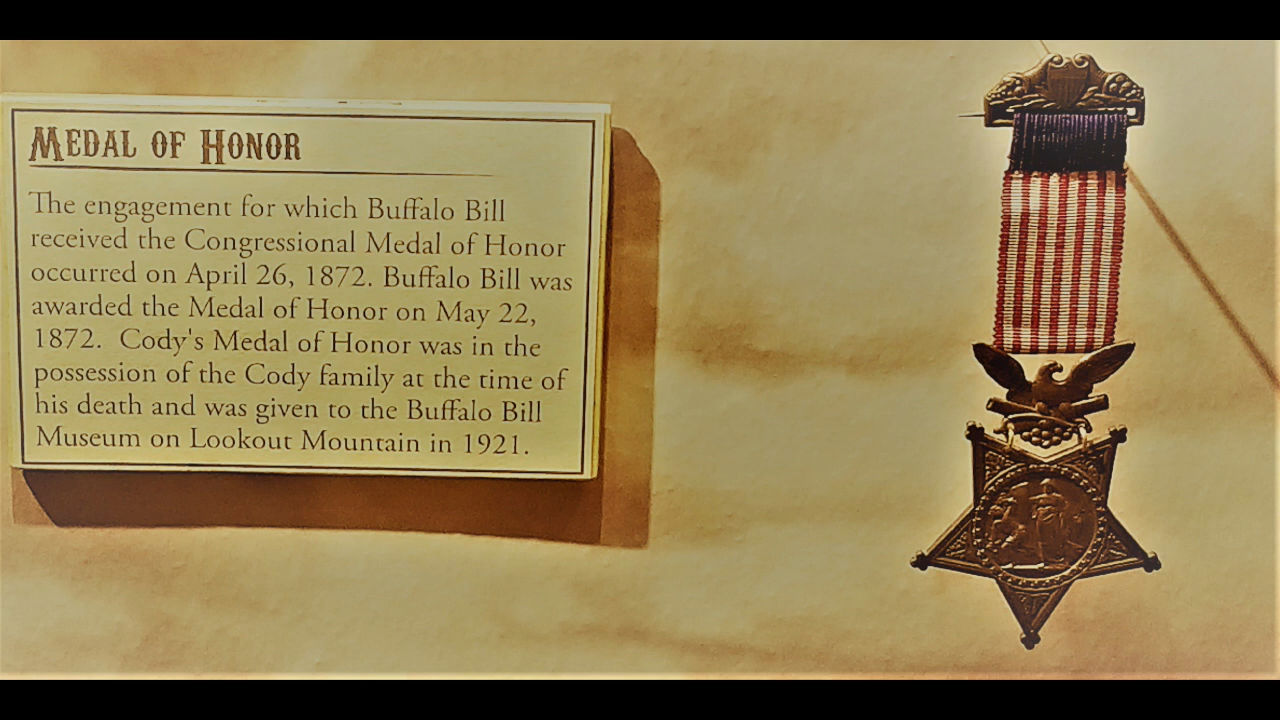 MEDAL OF HONOR
The engagement for which Buffalo Bill
received the Congressional Medal of Honor
occurred on April 26, 1872. Buffalo Bill was
awarded the Medal of Honor on May 22,
1872.  Cody's Medal of Honor was in the
possession of the Cody family at the time of
his death and was given to the Buffalo Bill
Museum on Lookout Mountain in 1921.